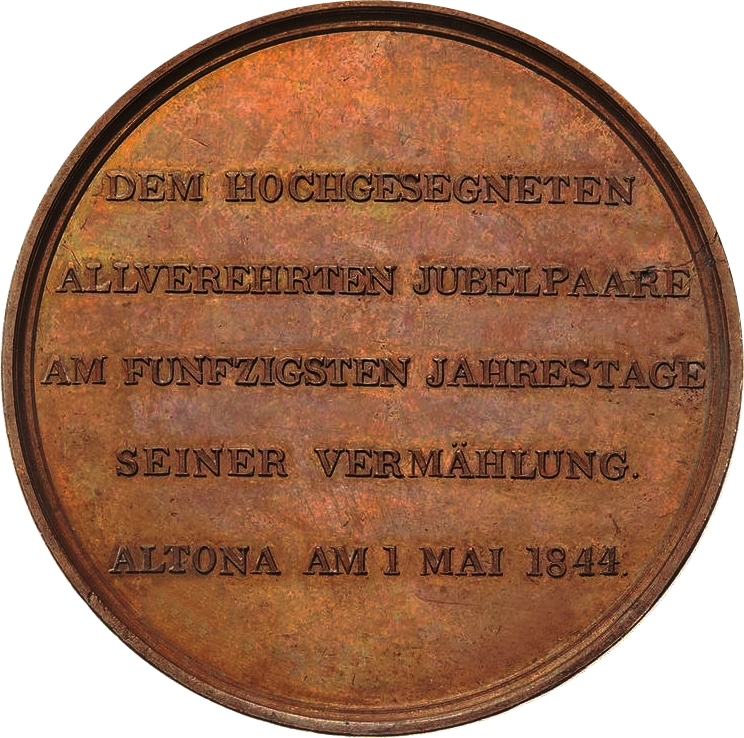 DEM HOCHGESEGNETEN
ALLVEREHRTEN JUBELPAARE
AM FUNFZIGSTEN JAHRESTAGE
SEINER VERMÄHLUNG.
ALTONA AM 1 MAI 1844.